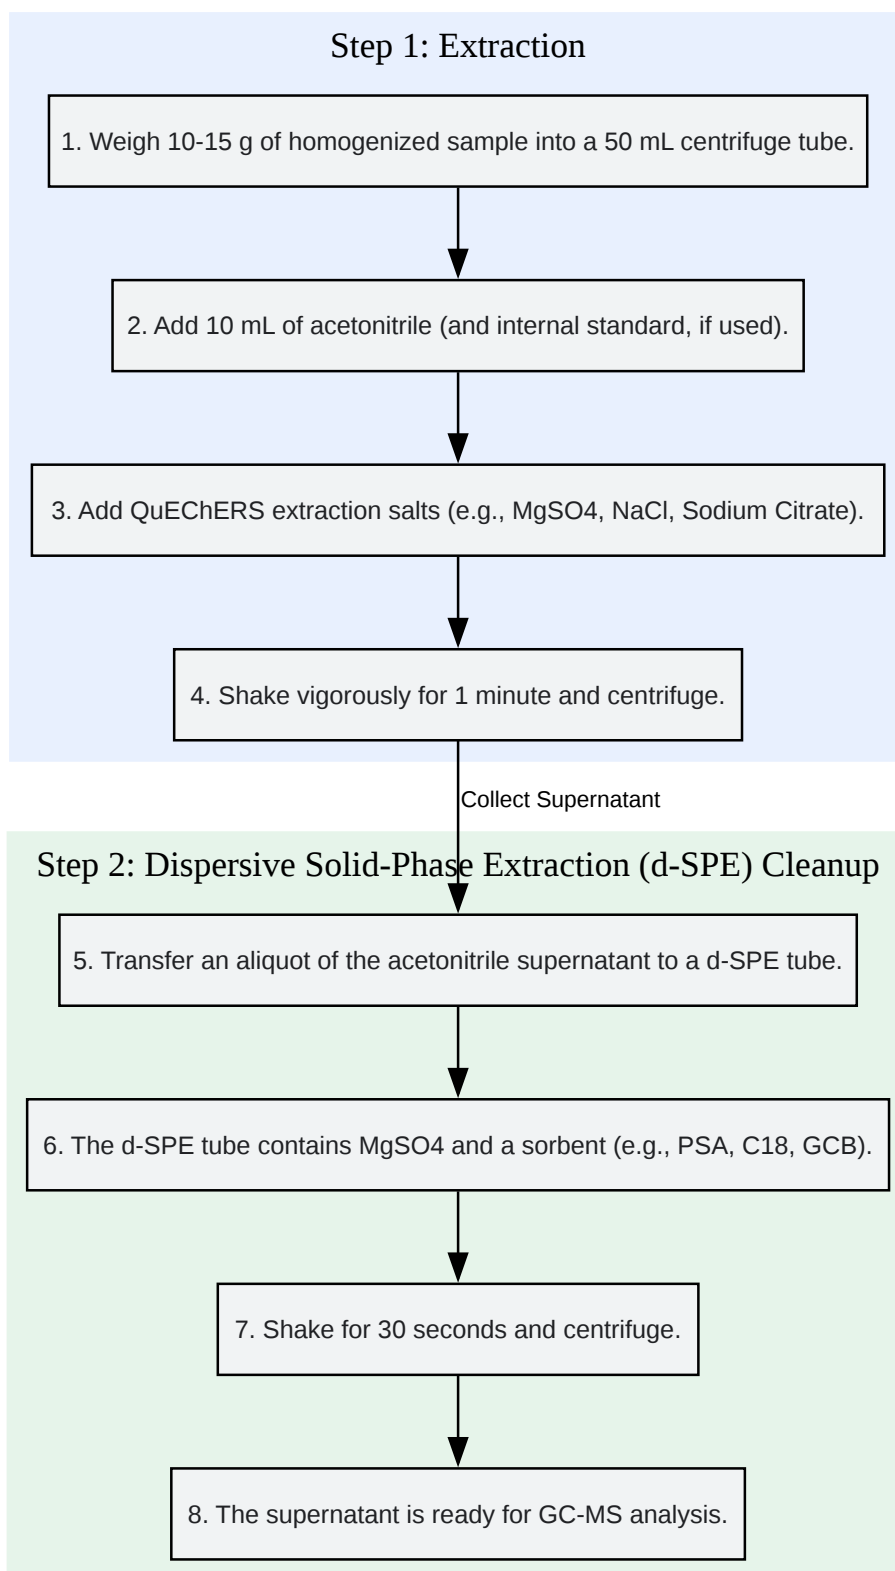 Step 1: Extraction
1. Weigh 10-15 g of homogenized sample into a 50 mL centrifuge tube.
2. Add 10 mL of acetonitrile (and internal standard, if used).
3. Add QuEChERS extraction salts (e.g., MgSO4, NaCl, Sodium Citrate).
4. Shake vigorously for 1 minute and centrifuge.
Collect Supernatant
Step 2: Dispersive Solid-Phase Extraction (d-SPE) Cleanup
5. Transfer an aliquot of the acetonitrile supernatant to a d-SPE tube.
6. The d-SPE tube contains MgSO4 and a sorbent (e.g., PSA, C18, GCB).
7. Shake for 30 seconds and centrifuge.
8. The supernatant is ready for GC-MS analysis.